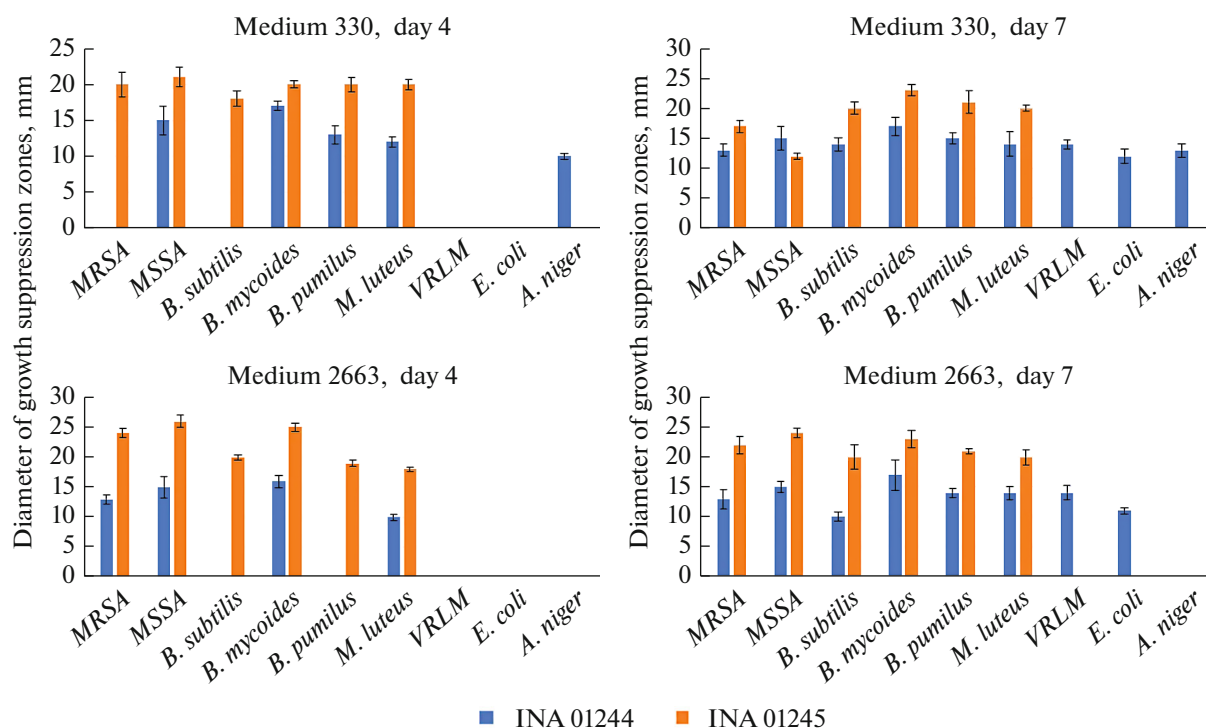 Medium 330, day 4
Diameter of growth suppression zones, mm
25
20
15
10
5
0
MRSA
MSSA
B. subtilis
B. mycoides
B. pumilus
M. luteus
VRLM
E. coli
A. niger
Medium 330, day 7
Diameter of growth suppression zones, mm
30
25
20
15
10
5
0
MRSA
MSSA
B. subtilis
B. mycoides
B. pumilus
M. luteus
VRLM
E. coli
A. niger
Medium 2663, day 4
30
25
20
15
10
5
0
MRSA
MSSA
B. subtilis
B. mycoides
B. pumilus
M. luteus
VRLM
E. coli
A. niger
Medium 2663, day 7
30
25
20
15
10
5
0
MRSA
MSSA
B. subtilis
B. mycoides
B. pumilus
M. luteus
VRLM
E. coli
A. niger
INA 01244
INA 01245